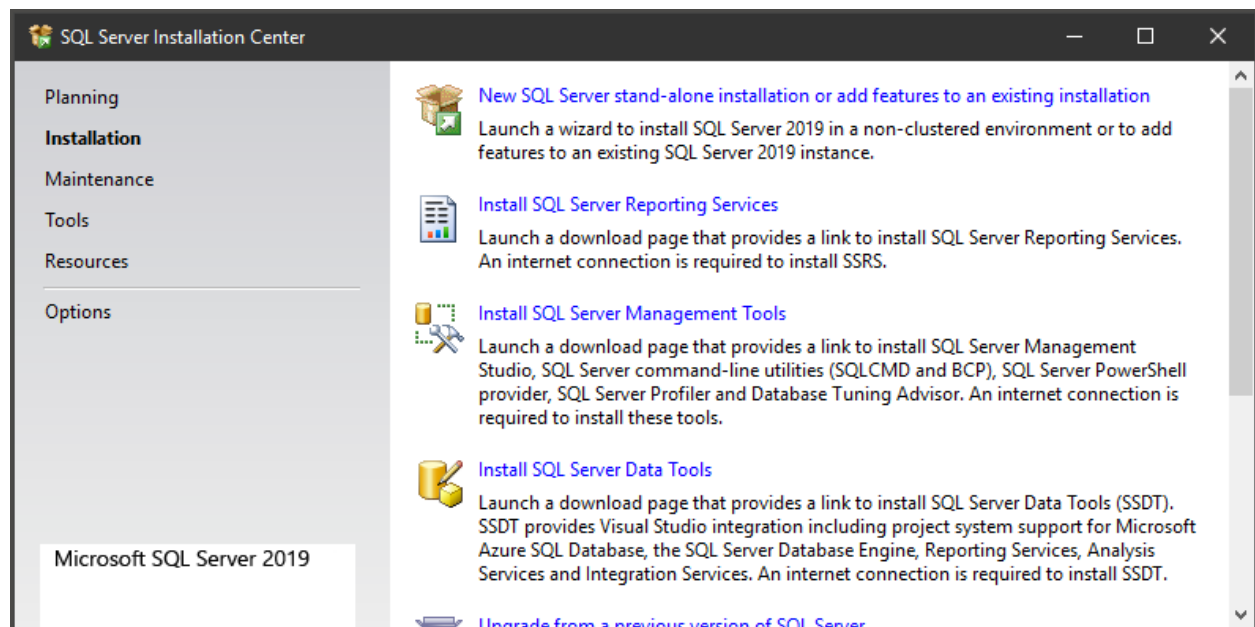 SQL Server Installation Center
Planning
Installation
Maintenance
Tools
Resources
Options
Microsoft SQL Server 2019
New SQL Server stand-alone installation or add features to an existing installation
Launch a wizard to install SQL Server 2019 in a non-clustered environment or to add
features to an existing SQL Server 2019 instance.
Install SQL Server Reporting Services
Launch a download page that provides a link to install SQL Server Reporting Services.
An internet connection is required to install SSRS.
Install SQL Server Management Tools
Launch a download page that provides a link to install SQL Server Management
Studio, SQL Server command-line utilities (SQLCMD and BCP), SQL Server PowerShell
provider, SQL Server Profiler and Database Tuning Advisor. An internet connection is
required to install these tools.
Install SQL Server Data Tools
Launch a download page that provides a link to install SQL Server Data Tools (SSDT).
SSDT provides Visual Studio integration including project system support for Microsoft
Azure SQL Database, the SQL Server Database Engine, Reporting Services, Analysis
Services and Integration Services. An internet connection is required to install SSDT.
Upgrade from a previous version of SQL Server